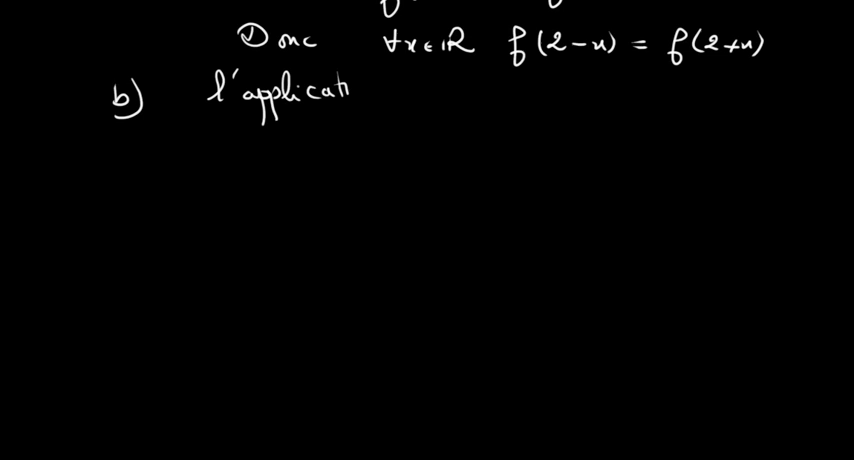 Donc ∀x∈ℝ f(2-x) = f(2+x)
b) l'applicati